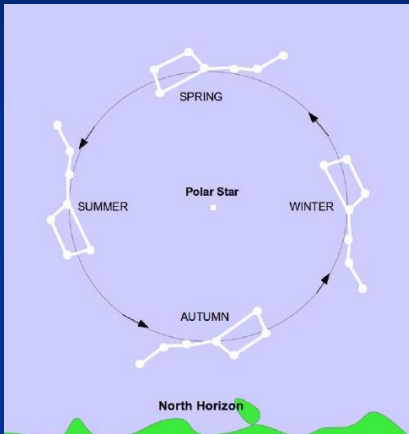 SPRING
Polar Star
SUMMER
WINTER
AUTUMN
North Horizon